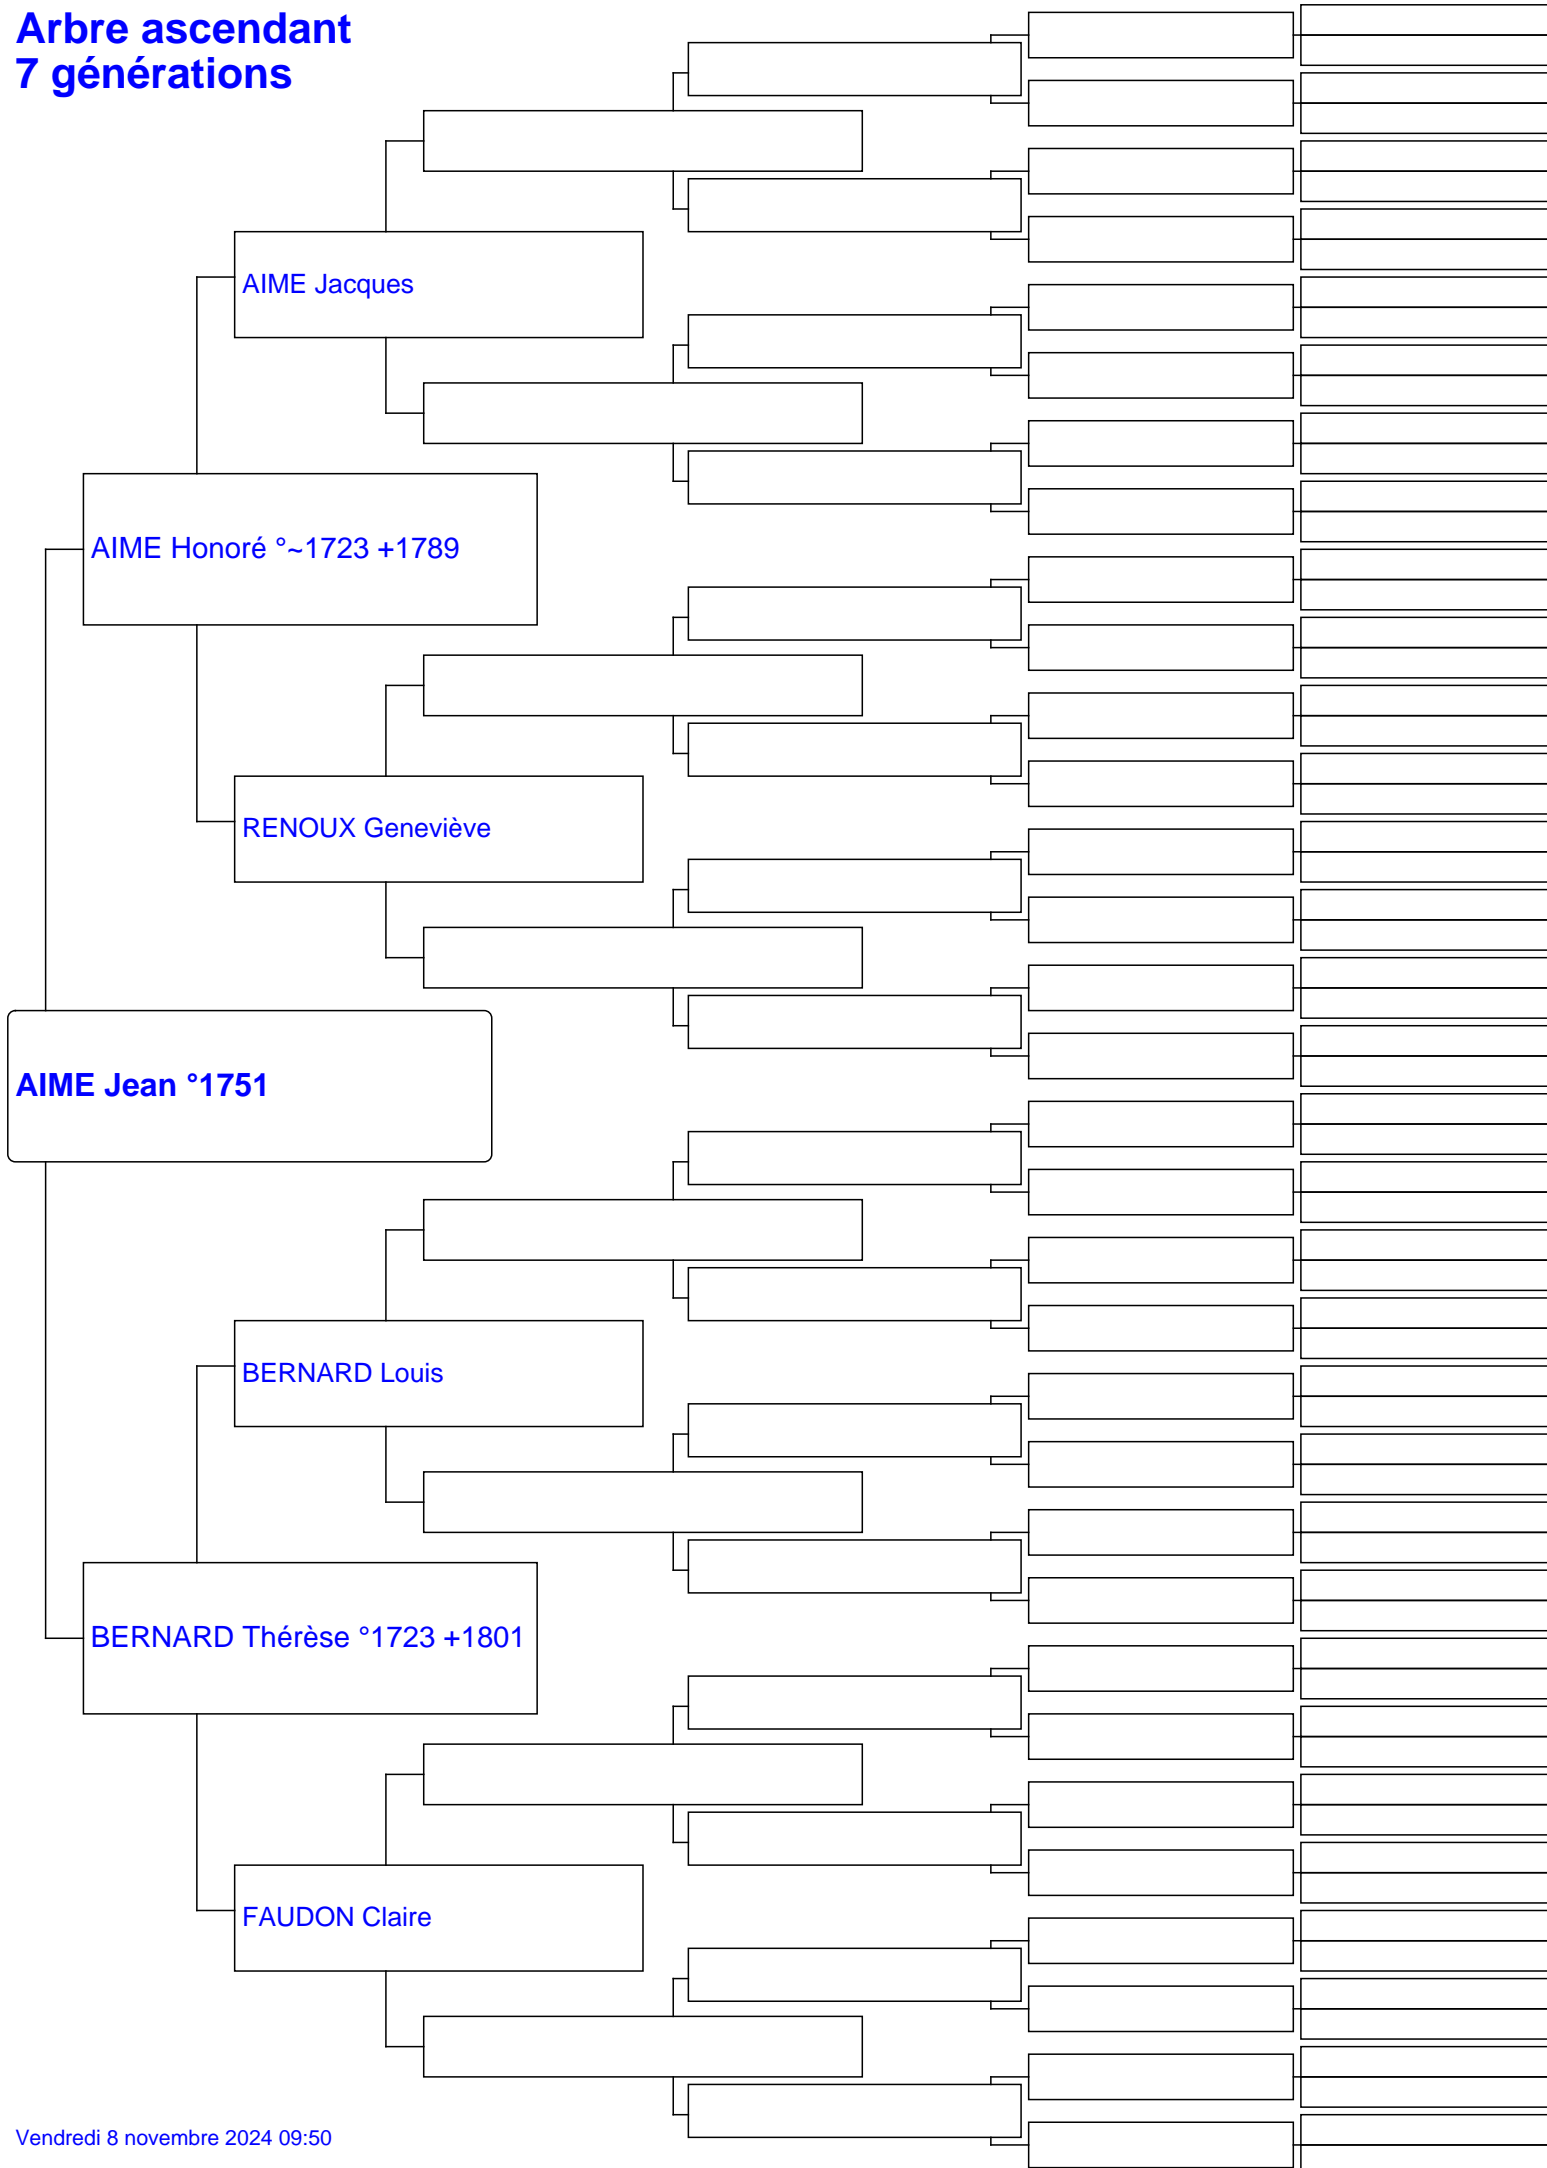 Arbre ascendant
7 générations
AIME Jacques
AIME Honoré °~1723 +1789
RENOUX Geneviève
AIME Jean °1751
BERNARD Louis
BERNARD Thérèse °1723 +1801
FAUDON Claire
Vendredi 8 novembre 2024 09:50